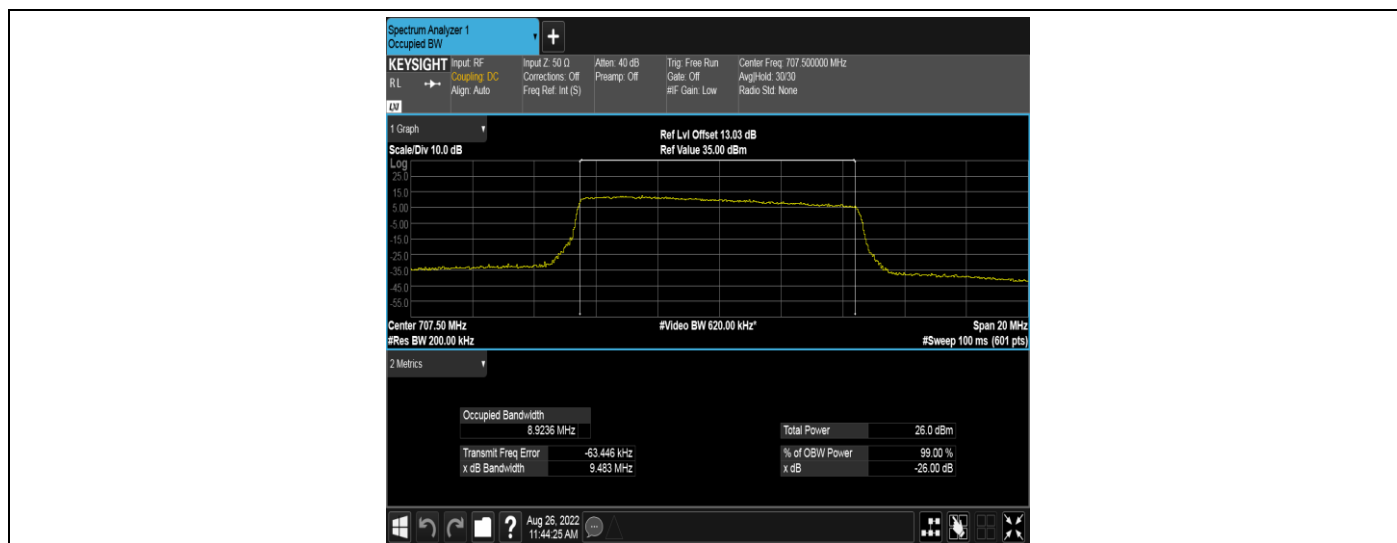 Spectrum Analyzer 1
Occupied BW
+
KEYSIGHT Input: RF Input Z: 50 Ω Atten: 40 dB Trig: Free Run Center Freq: 707.500000 MHz
RL Coupling: DC Corrections: Off Preamp: Off Gate: Off Avg|Hold: 30/30
Align: Auto Freq Ref: Int (S) #IF Gain: Low Radio Std: None
LXI
1 Graph
Ref Lvl Offset 13.03 dB
Scale/Div 10.0 dB Ref Value 35.00 dBm
Log
25.0
15.0
5.00
-5.00
-15.0
-25.0
-35.0
-45.0
-55.0
Center 707.50 MHz #Video BW 620.00 kHz* Span 20 MHz
#Res BW 200.00 kHz #Sweep 100 ms (601 pts)
2 Metrics
Occupied Bandwidth
8.9236 MHz Total Power 26.0 dBm
Transmit Freq Error -63.446 kHz % of OBW Power 99.00 %
x dB Bandwidth 9.483 MHz x dB -26.00 dB
? Aug 26, 2022
11:44:25 AM